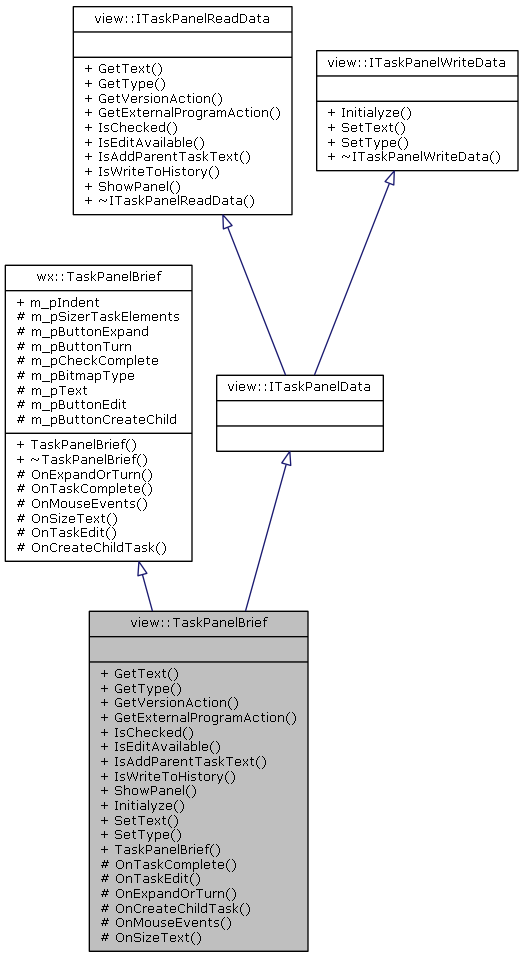 view::ITaskPanelReadData
+ GetText()
+ GetType()
+ GetVersionAction()
+ GetExternalProgramAction()
+ IsChecked()
+ IsEditAvailable()
+ IsAddParentTaskText()
+ IsWriteToHistory()
+ ShowPanel()
+ ~ITaskPanelReadData()
view::ITaskPanelWriteData
+ Initialyze()
+ SetText()
+ SetType()
+ ~ITaskPanelWriteData()
wx::TaskPanelBrief
+ m_pIndent
# m_pSizerTaskElements
# m_pButtonExpand
# m_pButtonTurn
# m_pCheckComplete
# m_pBitmapType
# m_pText
# m_pButtonEdit
# m_pButtonCreateChild
+ TaskPanelBrief()
+ ~TaskPanelBrief()
# OnExpandOrTurn()
# OnTaskComplete()
# OnMouseEvents()
# OnSizeText()
# OnTaskEdit()
# OnCreateChildTask()
view::ITaskPanelData
view::TaskPanelBrief
+ GetText()
+ GetType()
+ GetVersionAction()
+ GetExternalProgramAction()
+ IsChecked()
+ IsEditAvailable()
+ IsAddParentTaskText()
+ IsWriteToHistory()
+ ShowPanel()
+ Initialyze()
+ SetText()
+ SetType()
+ TaskPanelBrief()
# OnTaskComplete()
# OnTaskEdit()
# OnExpandOrTurn()
# OnCreateChildTask()
# OnMouseEvents()
# OnSizeText()